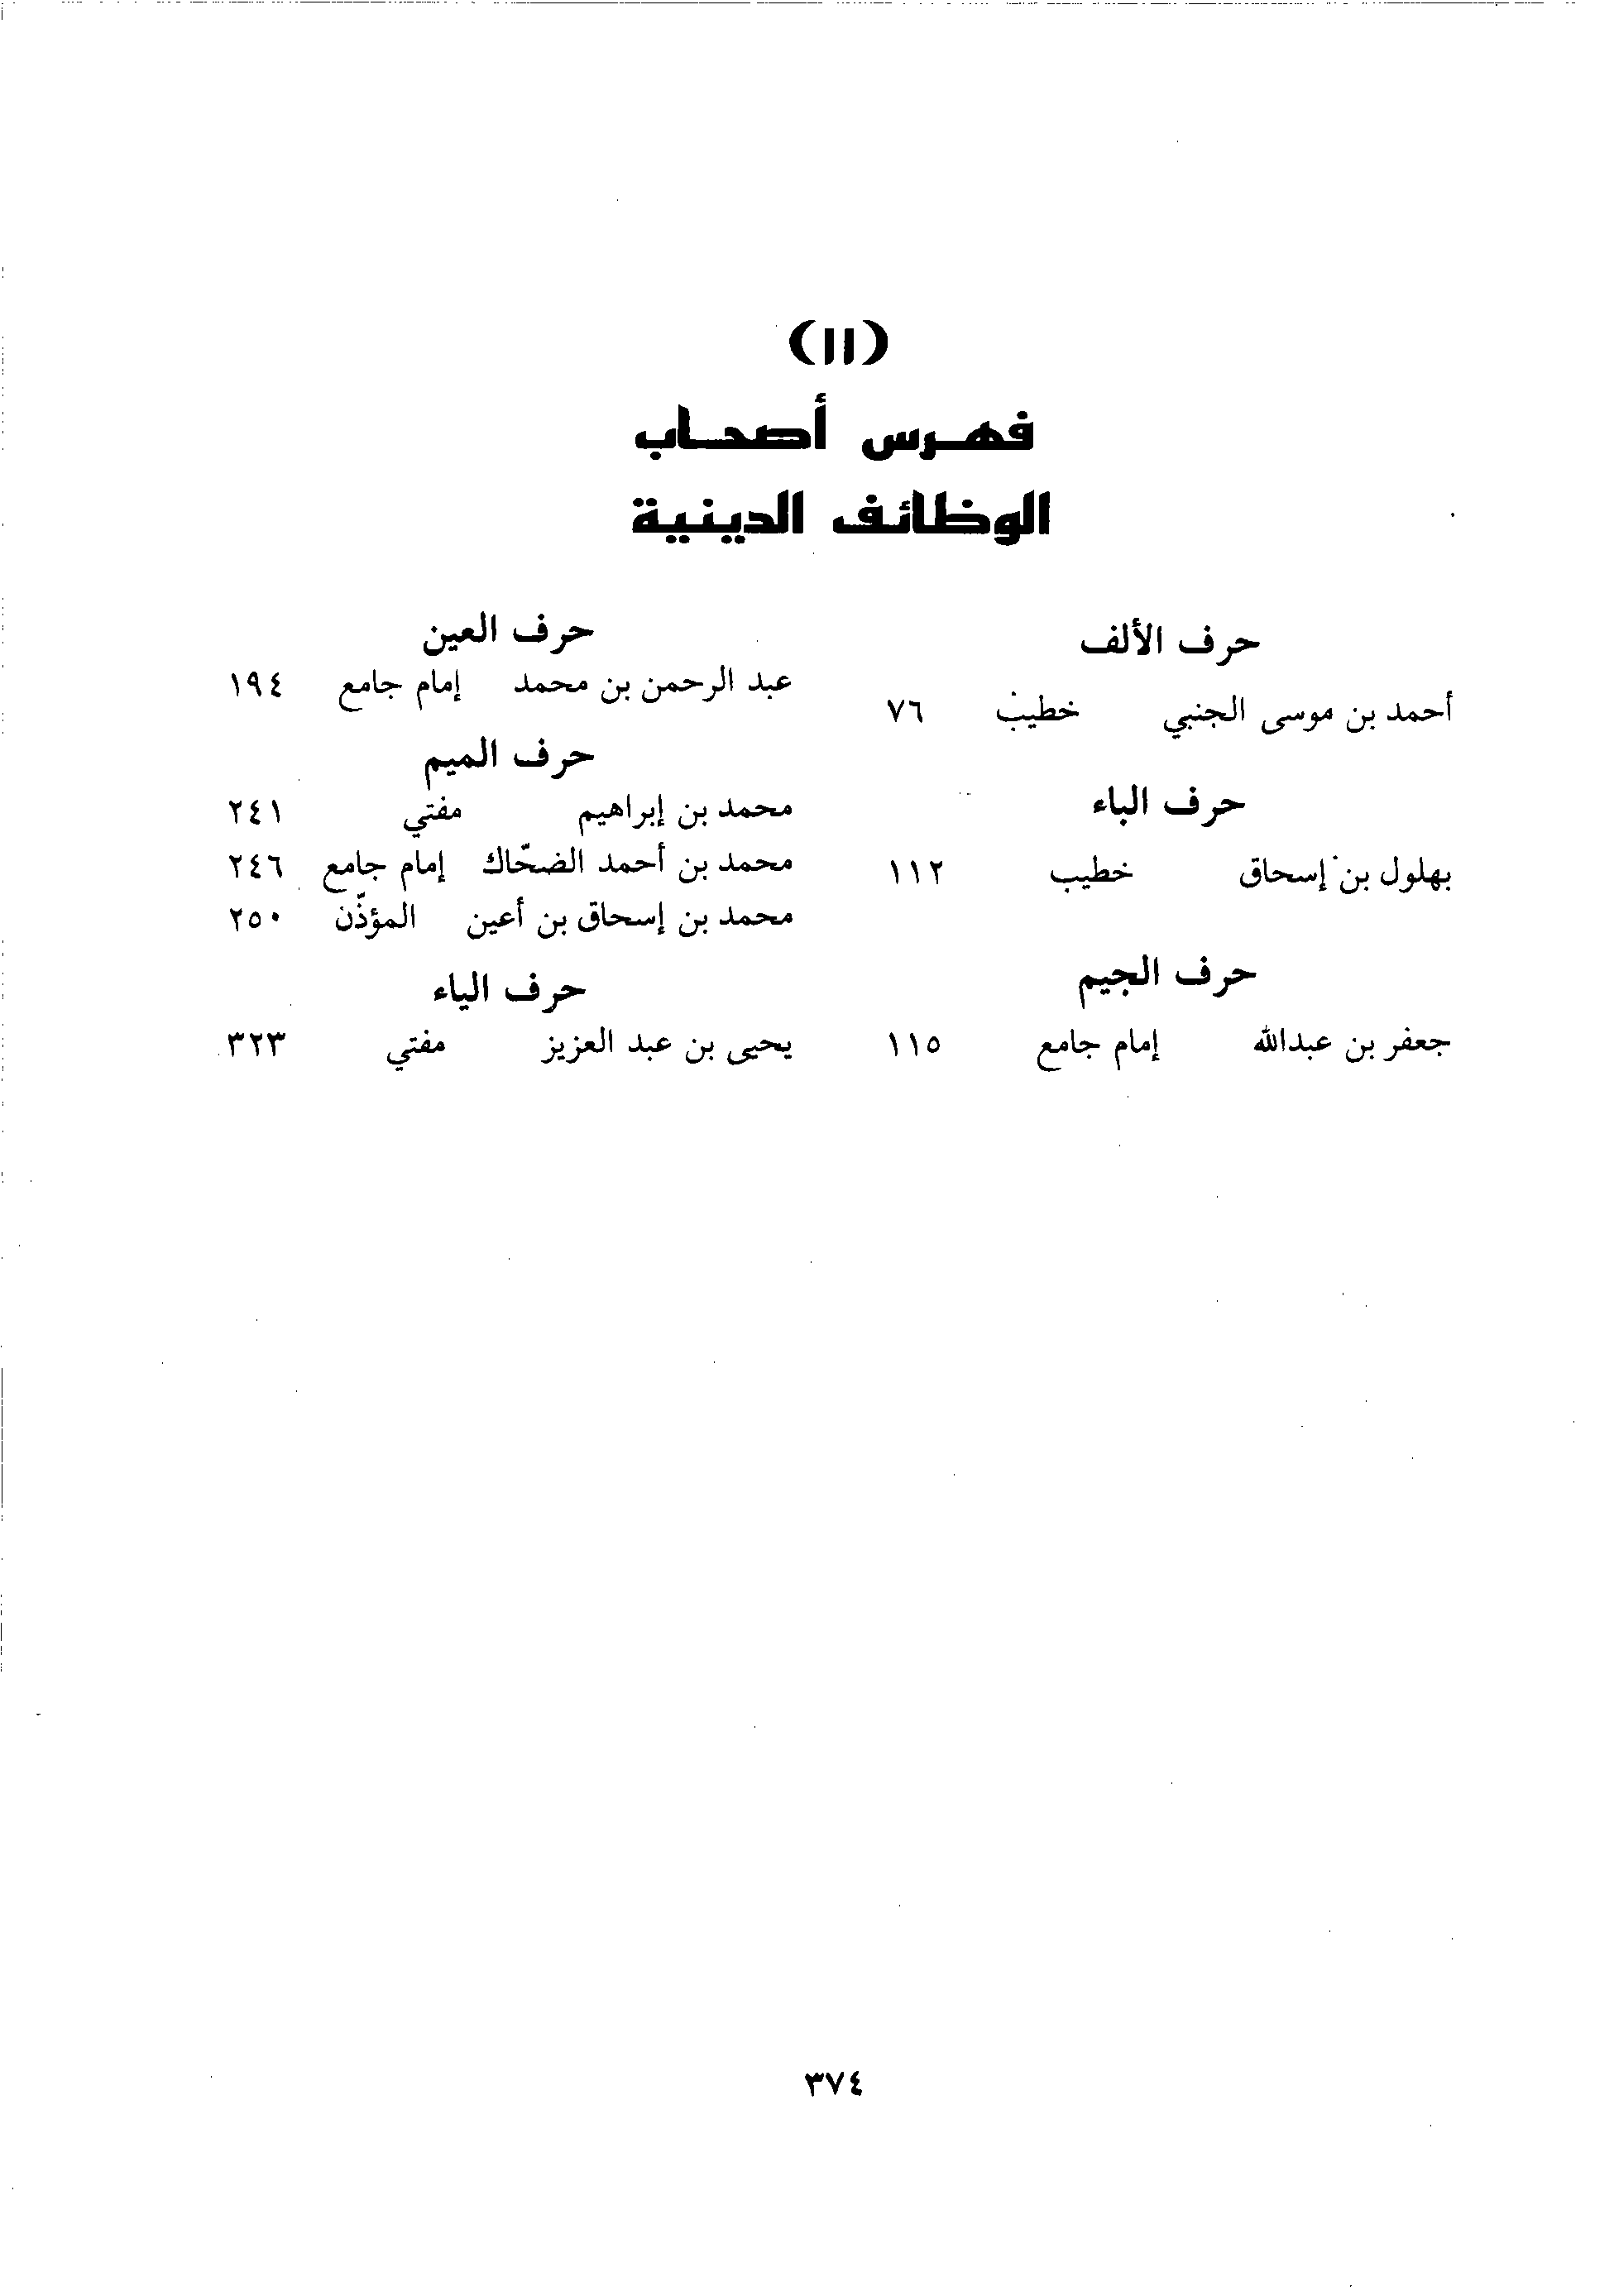 (١١)
فهرس أصحاب
الوظائف الدينية
حرف الألف
أحمد بن موسى الجنبي خطيب ٧٦
حرف الباء
بهلول بن إسحاق خطيب ١١٢
حرف الجيم
جعفر بن عبدالله إمام جامع ١١٥
حرف العين
عبد الرحمن بن محمد إمام جامع ١٩٤
حرف الميم
محمد بن إبراهيم مفتي ٢٤١
محمد بن أحمد الضحّاك إمام جامع ٢٤٦
محمد بن إسحاق بن أعين المؤذّن ٢٥٠
حرف الياء
يحيى بن عبد العزيز مفتي ٣٢٣
٣٧٤